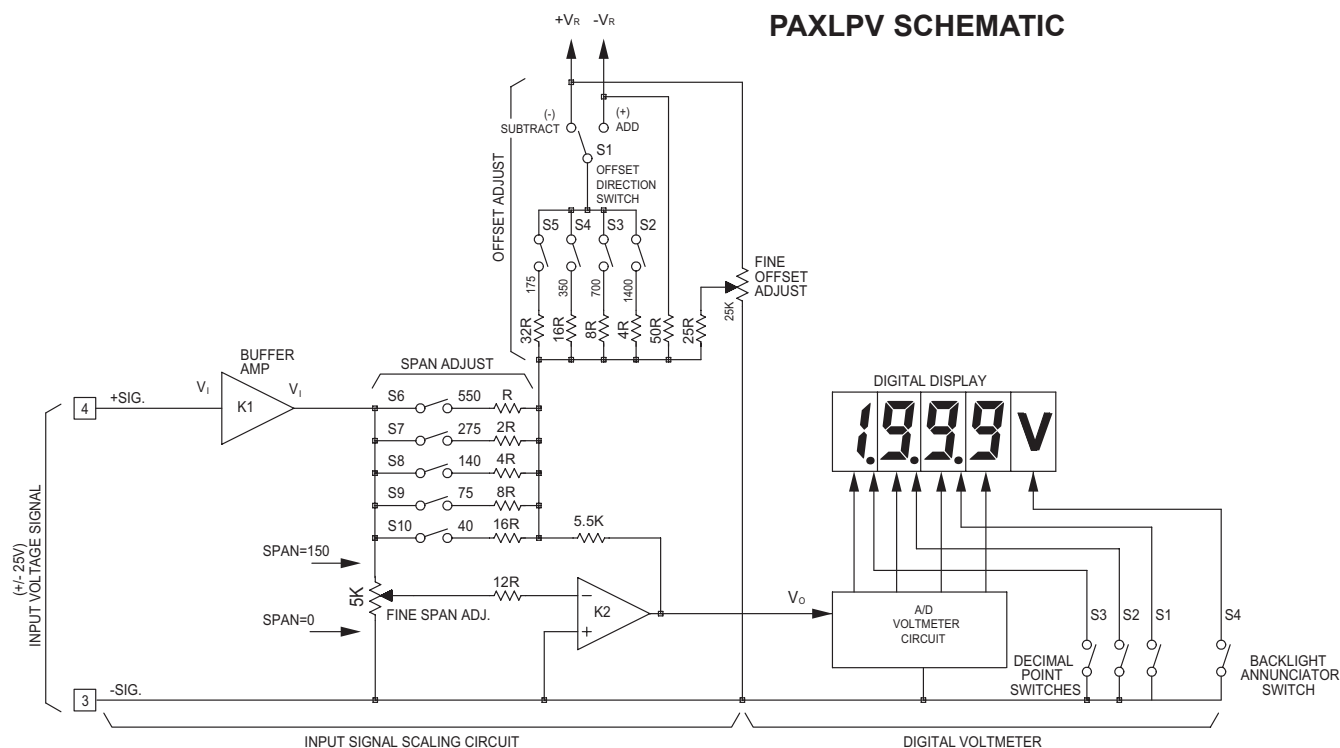 PAXLPV SCHEMATIC
+VR -VR
(-)
SUBTRACT
(+)
ADD
S1
OFFSET
DIRECTION
SWITCH
OFFSET ADJUST
S5 S4 S3 S2
175 350 700 1400
32R 16R 8R 4R 50R 25R
FINE
OFFSET
ADJUST
25K
BUFFER
AMP
VI
K1
VI
4
+SIG.
SPAN ADJUST
S6 550 R
S7 275 2R
S8 140 4R
S9 75 8R
S10 40 16R
5.5K
SPAN=150
SPAN=0
5K
FINE SPAN ADJ.
12R
−
+
K2
VO
(+/- 25V)
INPUT VOLTAGE SIGNAL
3
-SIG.
DIGITAL DISPLAY
1.9.9.9 V
A/D
VOLTMETER
CIRCUIT
S3 S2 S1 S4
DECIMAL
POINT
SWITCHES
BACKLIGHT
ANNUNCIATOR
SWITCH
INPUT SIGNAL SCALING CIRCUIT
DIGITAL VOLTMETER